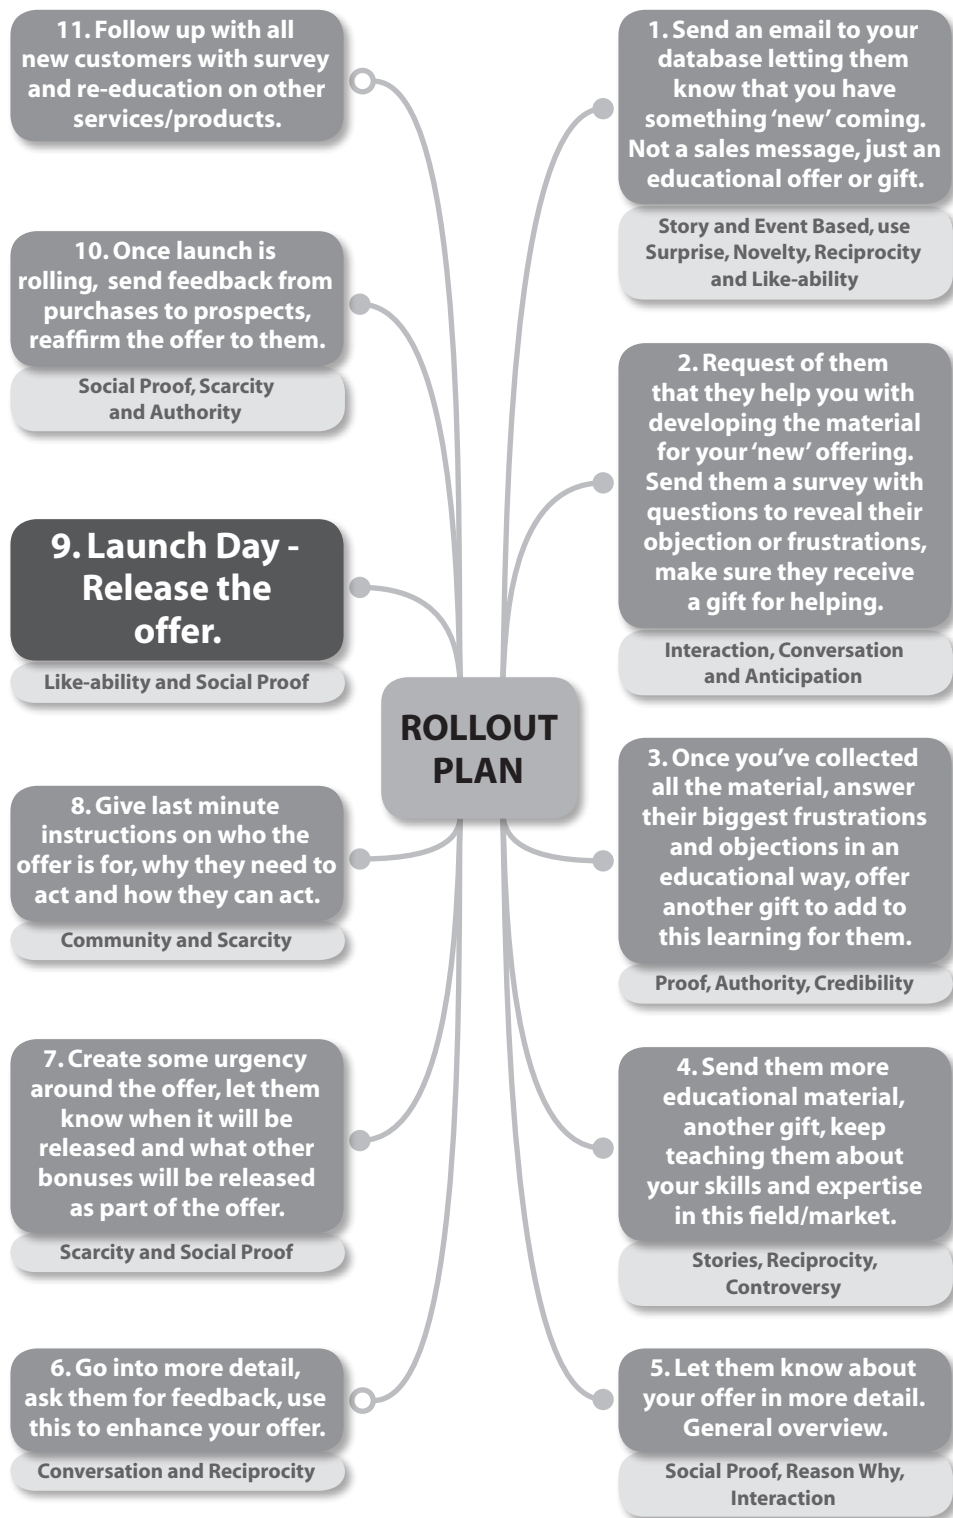 ROLLOUT
PLAN
1. Send an email to your
database letting them
know that you have
something ‘new’ coming.
Not a sales message, just an
educational offer or gift.
Story and Event Based, use
Surprise, Novelty, Reciprocity
and Like-ability
2. Request of them
that they help you with
developing the material
for your ‘new’ offering.
Send them a survey with
questions to reveal their
objection or frustrations,
make sure they receive
a gift for helping.
Interaction, Conversation
and Anticipation
3. Once you’ve collected
all the material, answer
their biggest frustrations
and objections in an
educational way, offer
another gift to add to
this learning for them.
Proof, Authority, Credibility
4. Send them more
educational material,
another gift, keep
teaching them about
your skills and expertise
in this field/market.
Stories, Reciprocity,
Controversy
5. Let them know about
your offer in more detail.
General overview.
Social Proof, Reason Why,
Interaction
6. Go into more detail,
ask them for feedback, use
this to enhance your offer.
Conversation and Reciprocity
7. Create some urgency
around the offer, let them
know when it will be
released and what other
bonuses will be released
as part of the offer.
Scarcity and Social Proof
8. Give last minute
instructions on who the
offer is for, why they need to
act and how they can act.
Community and Scarcity
9. Launch Day -
Release the
offer.
Like-ability and Social Proof
10. Once launch is
rolling, send feedback from
purchases to prospects,
reaffirm the offer to them.
Social Proof, Scarcity
and Authority
11. Follow up with all
new customers with survey
and re-education on other
services/products.